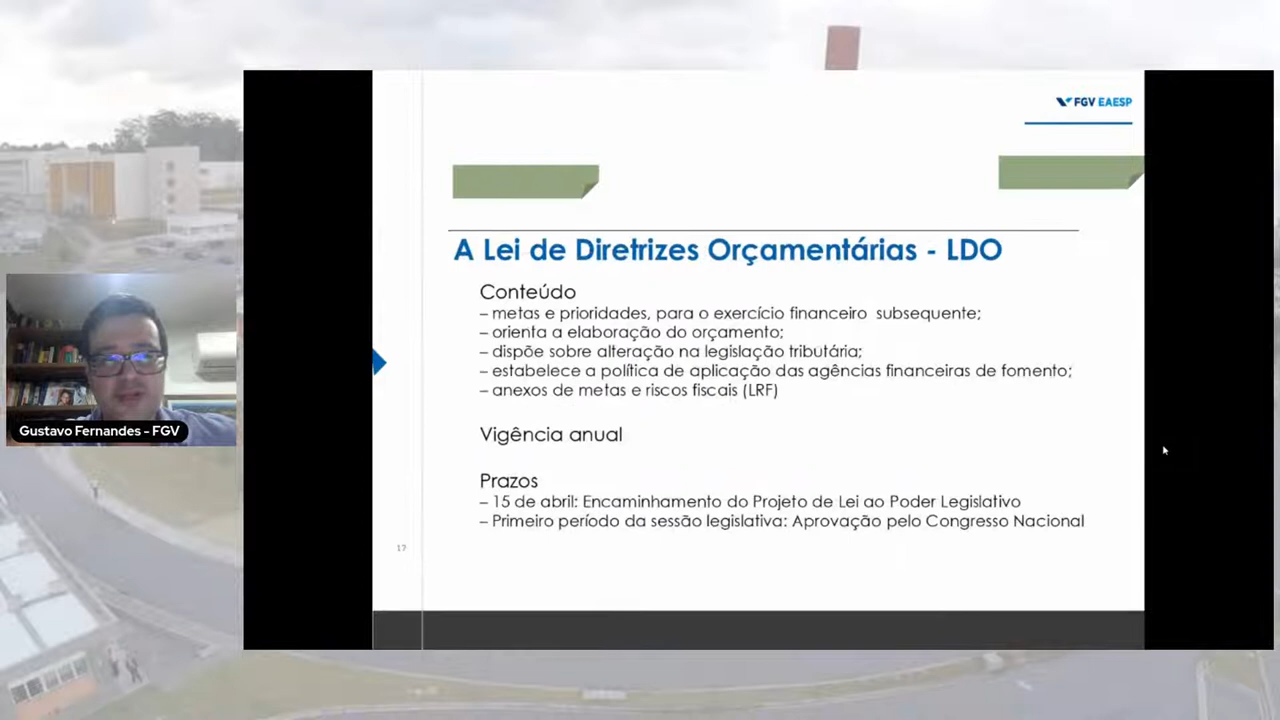 FGV EAESP
A Lei de Diretrizes Orçamentárias - LDO
Conteúdo
– metas e prioridades, para o exercício financeiro subsequente;
– orienta a elaboração do orçamento;
– dispõe sobre alteração na legislação tributária;
– estabelece a política de aplicação das agências financeiras de fomento;
– anexos de metas e riscos fiscais (LRF)
Vigência anual
Prazos
– 15 de abril: Encaminhamento do Projeto de Lei ao Poder Legislativo
– Primeiro período da sessão legislativa: Aprovação pelo Congresso Nacional
17
Gustavo Fernandes - FGV